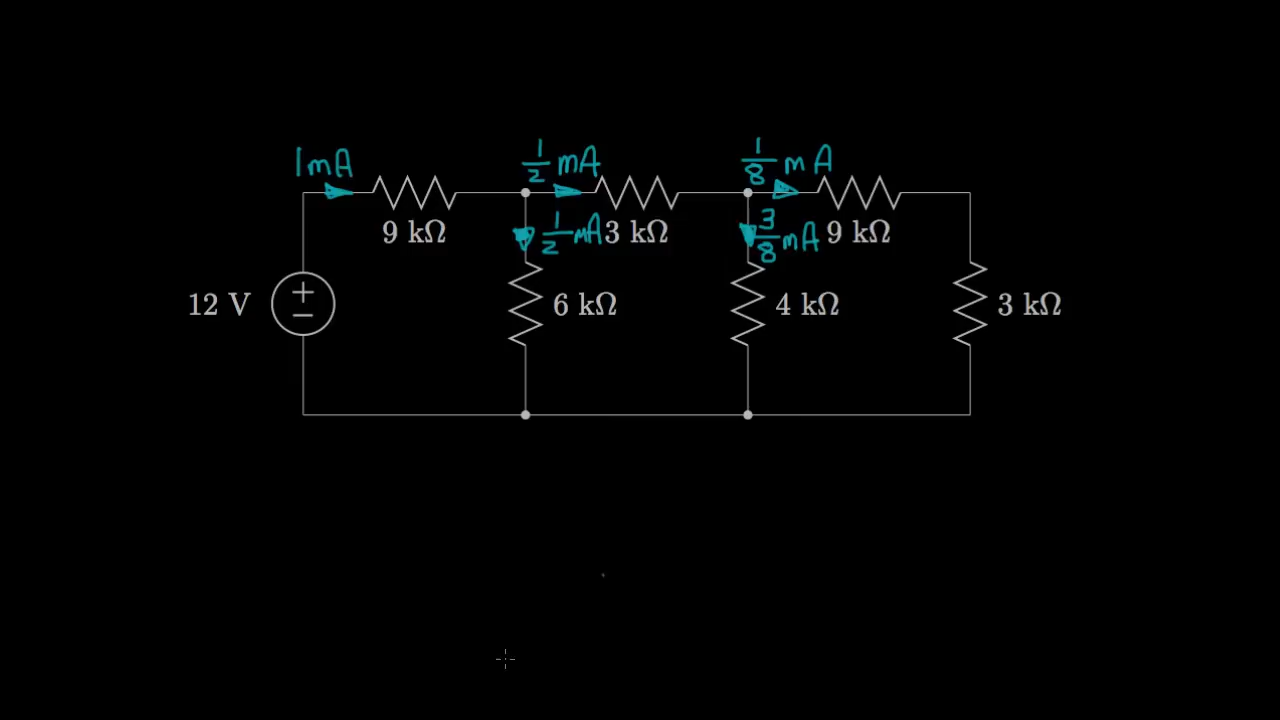 1mA
1/2 mA
1/8 mA
9 kΩ
1/2 mA
3 kΩ
3/8 mA
9 kΩ
12 V
+
−
6 kΩ
4 kΩ
3 kΩ